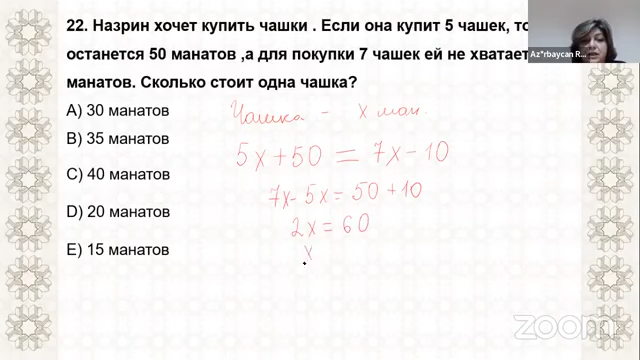 22. Назрин хочет купить чашки . Если она купит 5 чашек, то
останется 50 манатов ,а для покупки 7 чашек ей не хватает
манатов. Сколько стоит одна чашка?
A) 30 манатов
B) 35 манатов
C) 40 манатов
D) 20 манатов
E) 15 манатов
Чашка - x ман.
5x+50 = 7x-10
7x-5x=50+10
2x=60
x
Az*rbaycan R...
zoom